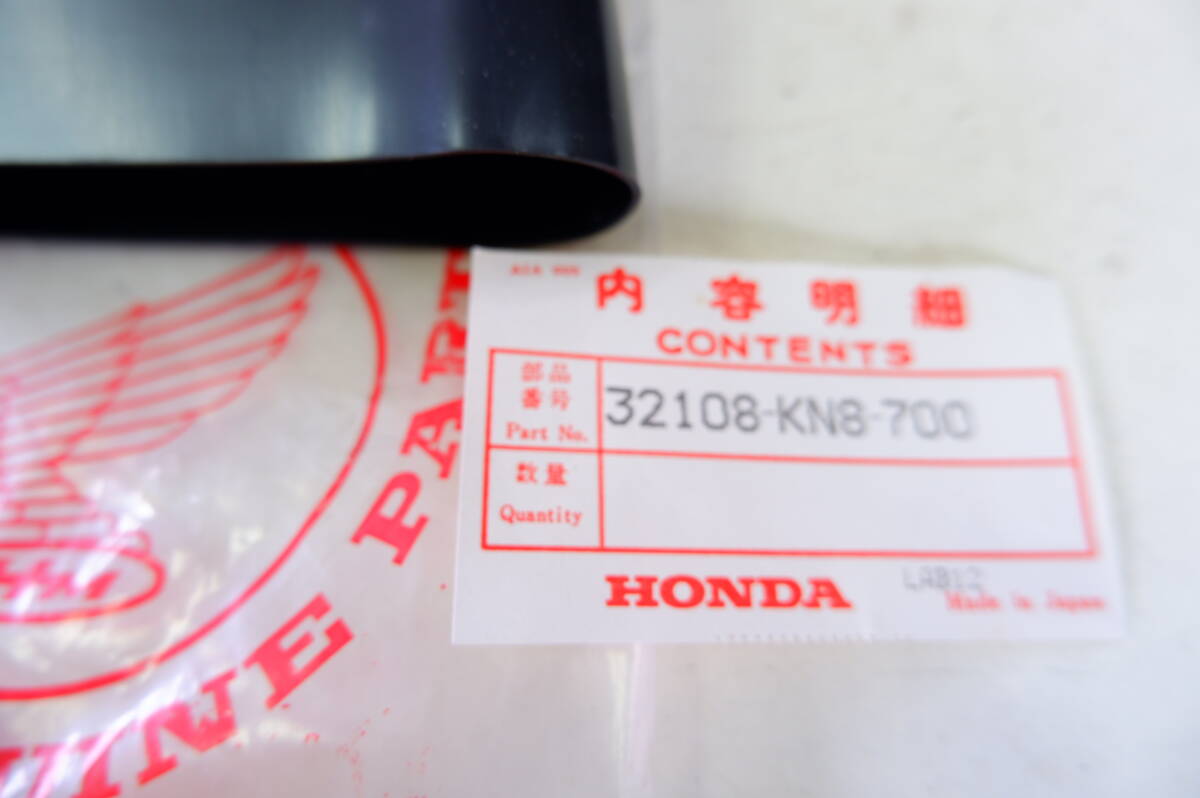 内容明細
CONTENTS
部品
番号
Part No.
32108-KN8-700
数量
Quantity
HONDA
LAB12
Made in Japan
PART
INE